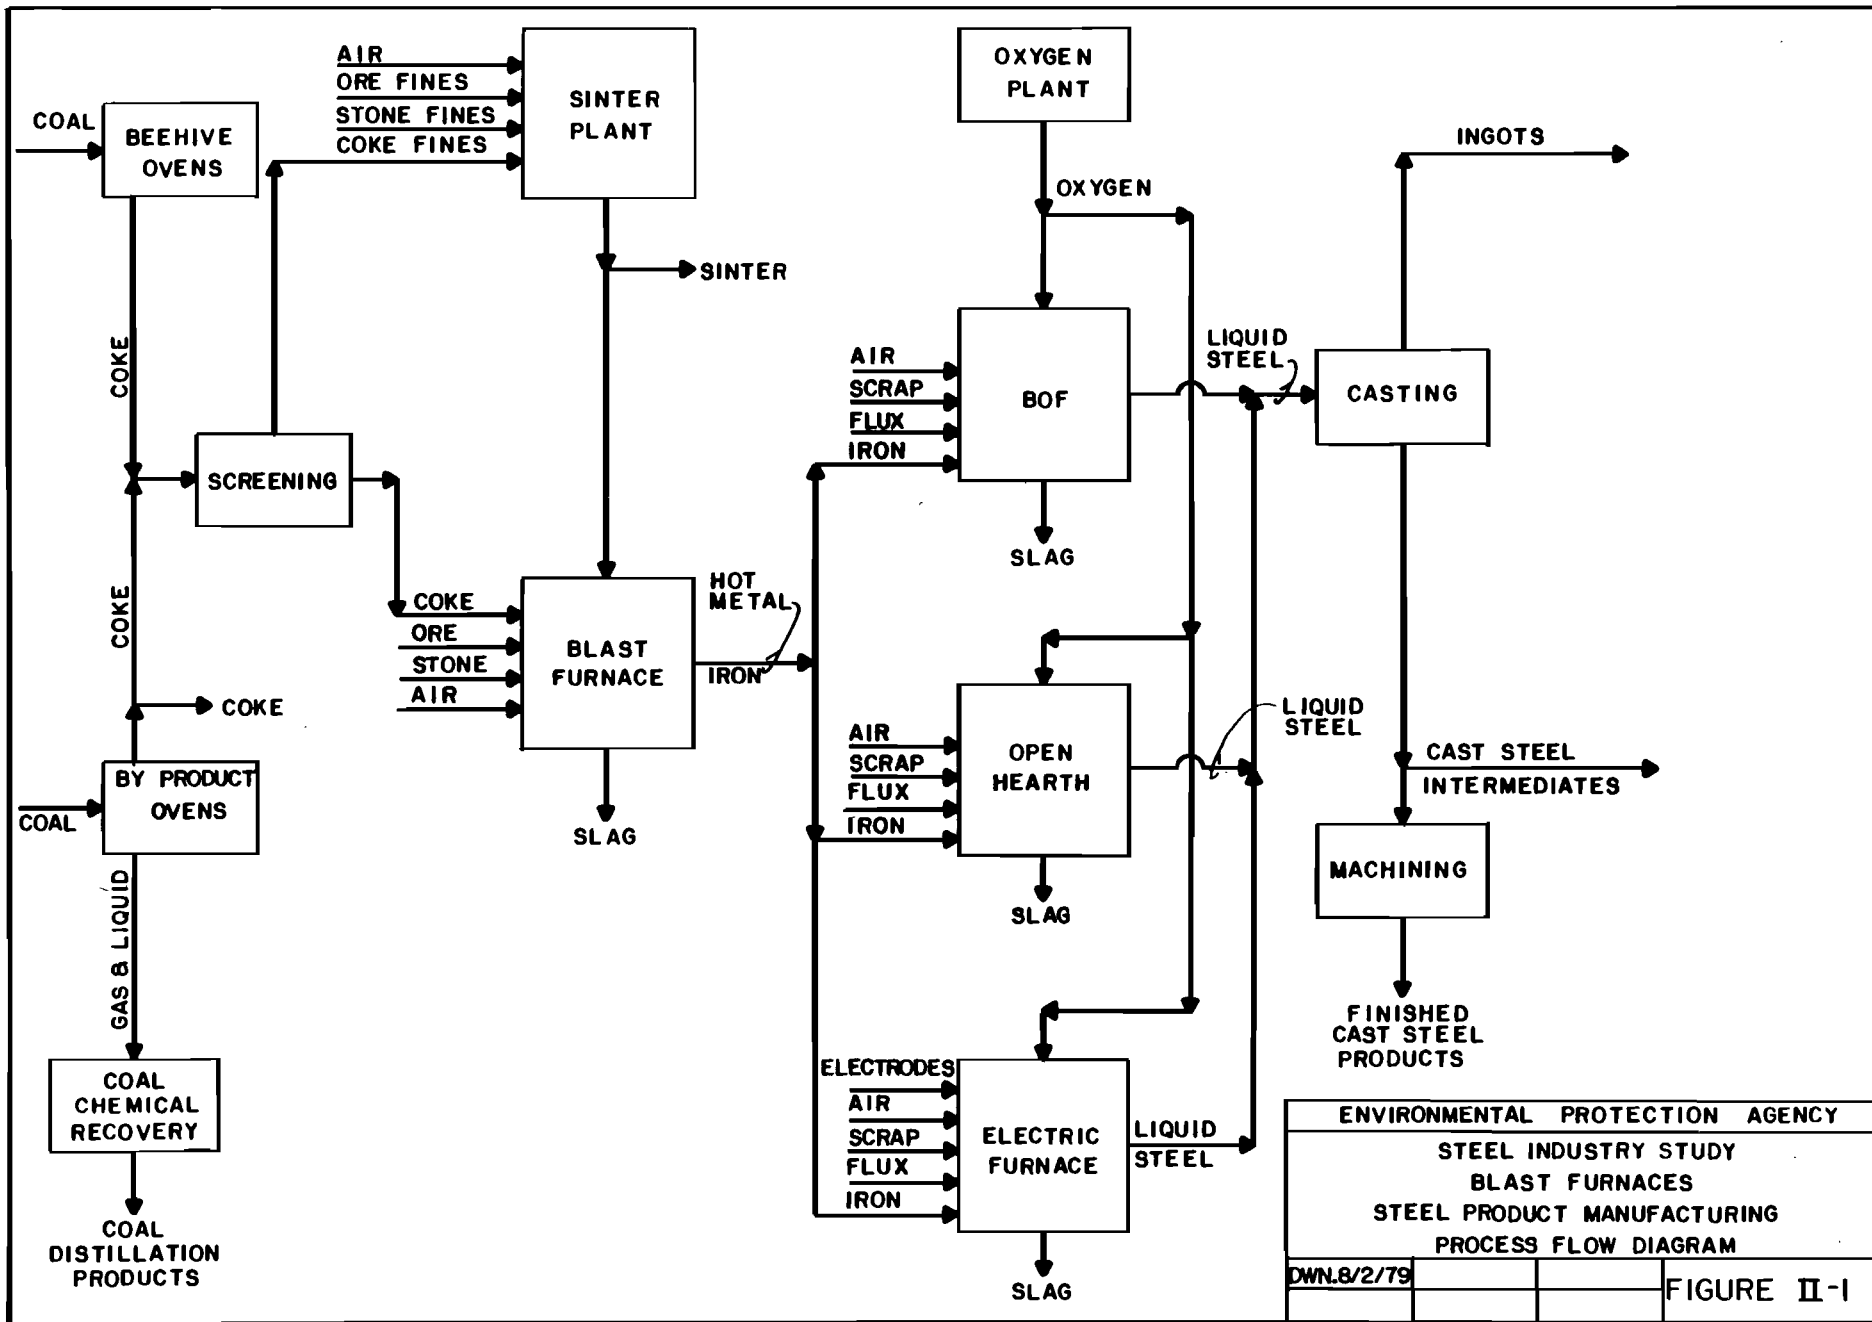 COAL
BEEHIVE
OVENS
AIR
ORE FINES
STONE FINES
COKE FINES
SINTER
PLANT
SINTER
COKE
SCREENING
COKE
COKE
BY PRODUCT
OVENS
COAL
GAS & LIQUID
COAL
CHEMICAL
RECOVERY
COAL
DISTILLATION
PRODUCTS
COKE
ORE
STONE
AIR
BLAST
FURNACE
SLAG
HOT
METAL
IRON
OXYGEN
PLANT
OXYGEN
AIR
SCRAP
FLUX
IRON
BOF
SLAG
LIQUID
STEEL
AIR
SCRAP
FLUX
IRON
OPEN
HEARTH
SLAG
LIQUID
STEEL
ELECTRODES
AIR
SCRAP
FLUX
IRON
ELECTRIC
FURNACE
LIQUID
STEEL
SLAG
INGOTS
CASTING
CAST STEEL
INTERMEDIATES
MACHINING
FINISHED
CAST STEEL
PRODUCTS
ENVIRONMENTAL PROTECTION AGENCY
STEEL INDUSTRY STUDY
BLAST FURNACES
STEEL PRODUCT MANUFACTURING
PROCESS FLOW DIAGRAM
DWN.8/2/79
FIGURE II-1